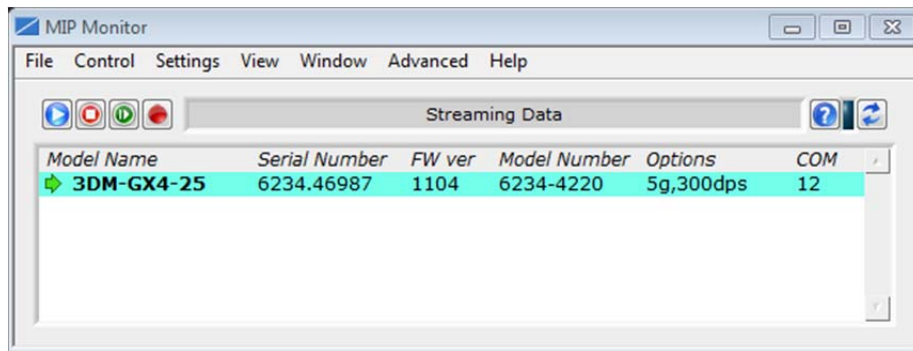 MIP Monitor
File Control Settings View Window Advanced Help
Streaming Data
Model Name Serial Number FW ver Model Number Options COM
3DM-GX4-25 6234.46987 1104 6234-4220 5g,300dps 12